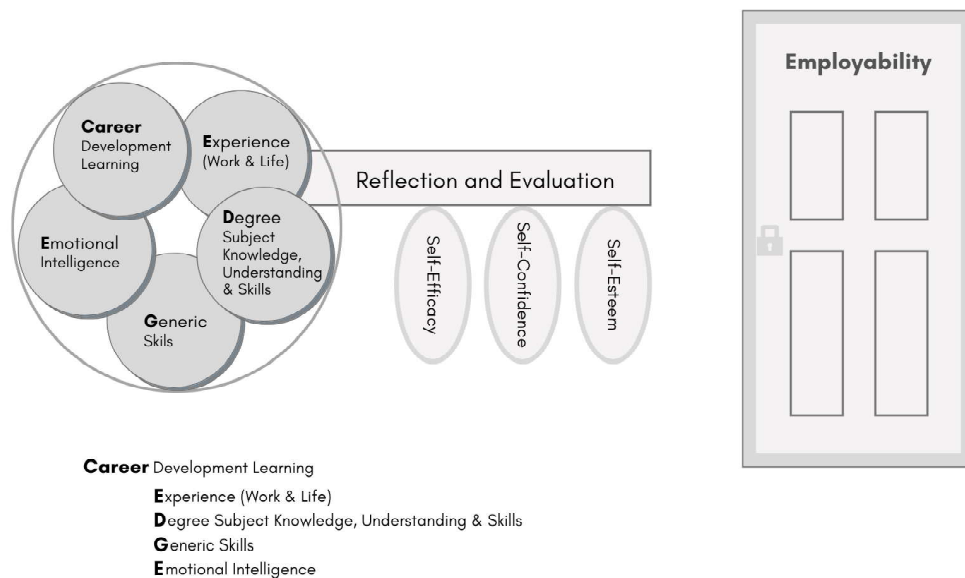 Career
Development
Learning
Experience
(Work & Life)
Degree
Subject
Knowledge,
Understanding
& Skills
Generic
Skils
Emotional
Intelligence
Reflection and Evaluation
Self-Efficacy
Self-Confidence
Self-Esteem
Employability
Career Development Learning
Experience (Work & Life)
Degree Subject Knowledge, Understanding & Skills
Generic Skills
Emotional Intelligence